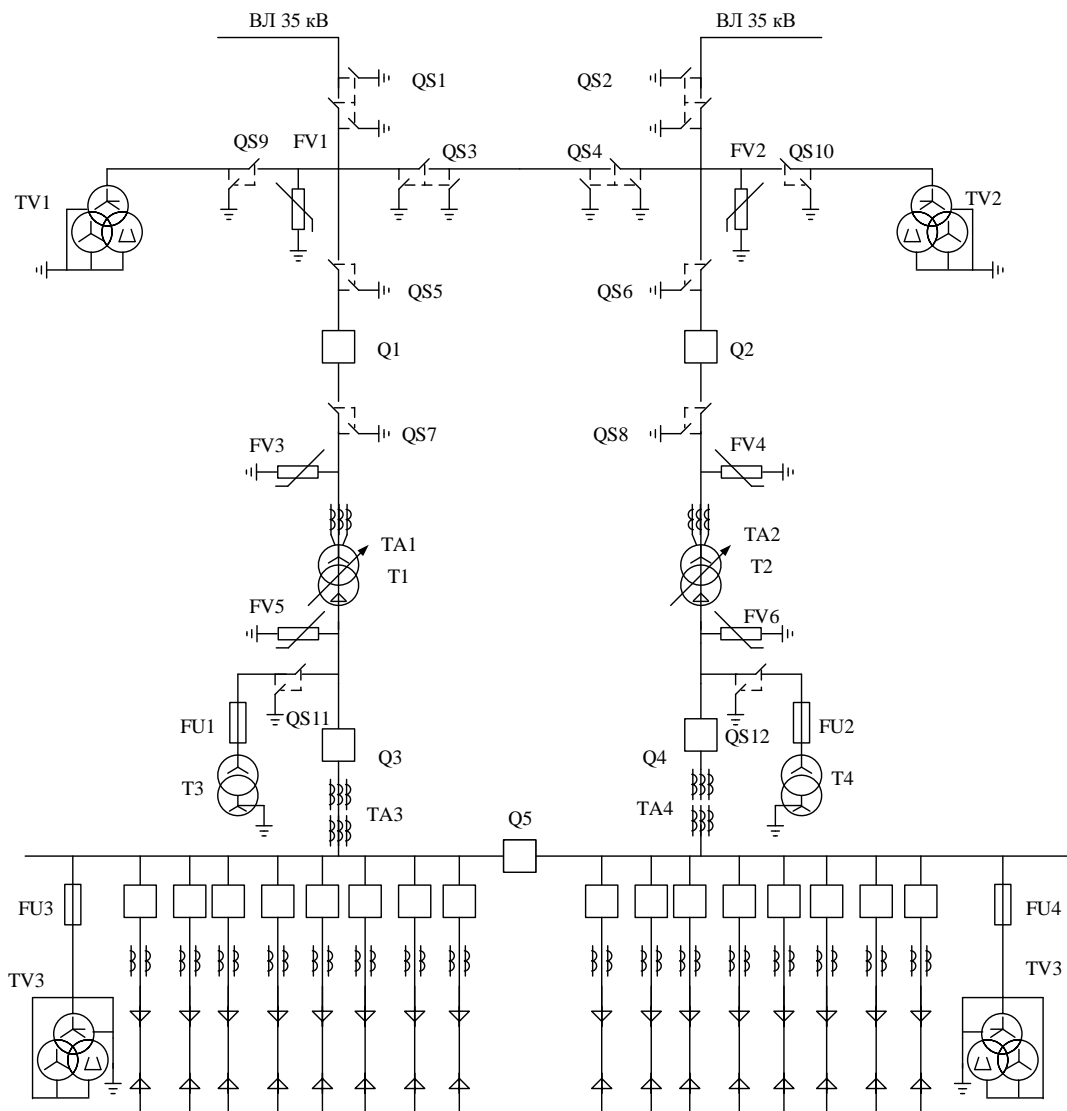 ВЛ 35 кВ
ВЛ 35 кВ
QS1
QS2
QS9
FV1
QS3
QS4
FV2
QS10
TV1
TV2
QS5
QS6
Q1
Q2
QS7
QS8
FV3
FV4
TA1
TA2
T1
T2
FV5
FV6
QS11
FU1
QS12
FU2
Q3
Q4
T3
T4
TA3
TA4
Q5
FU3
FU4
TV3
TV3